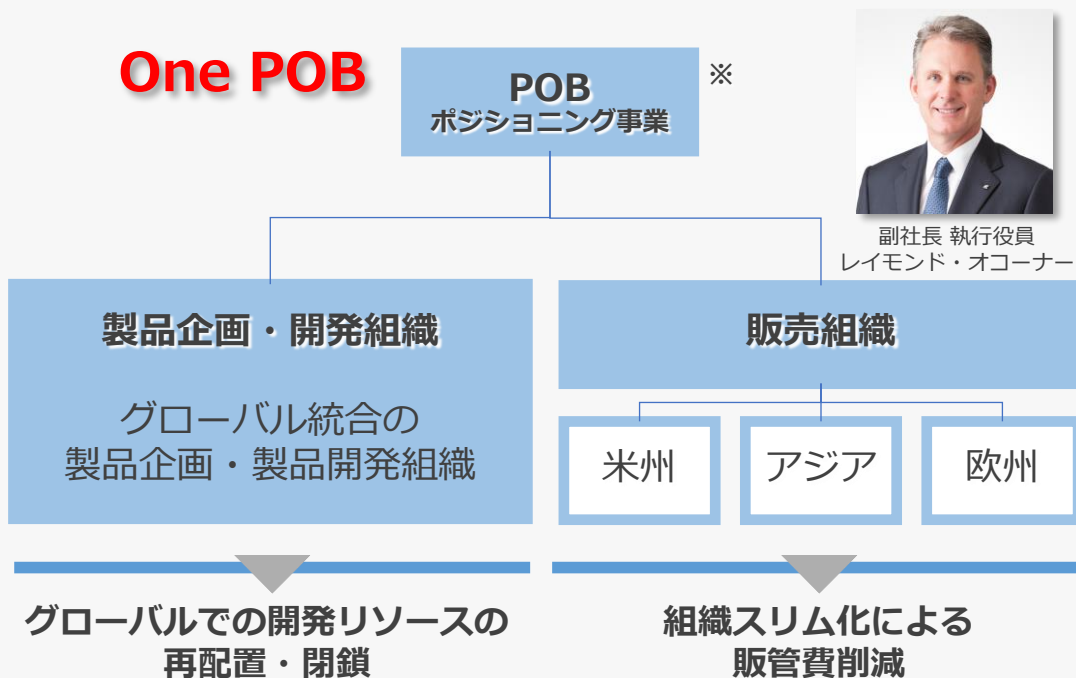 One POB
POB
ポジショニング事業
※
副社長 執行役員
レイモンド・オコーナー
製品企画・開発組織
グローバル統合の
製品企画・製品開発組織
販売組織
米州
アジア
欧州
グローバルでの開発リソースの
再配置・閉鎖
組織スリム化による
販管費削減